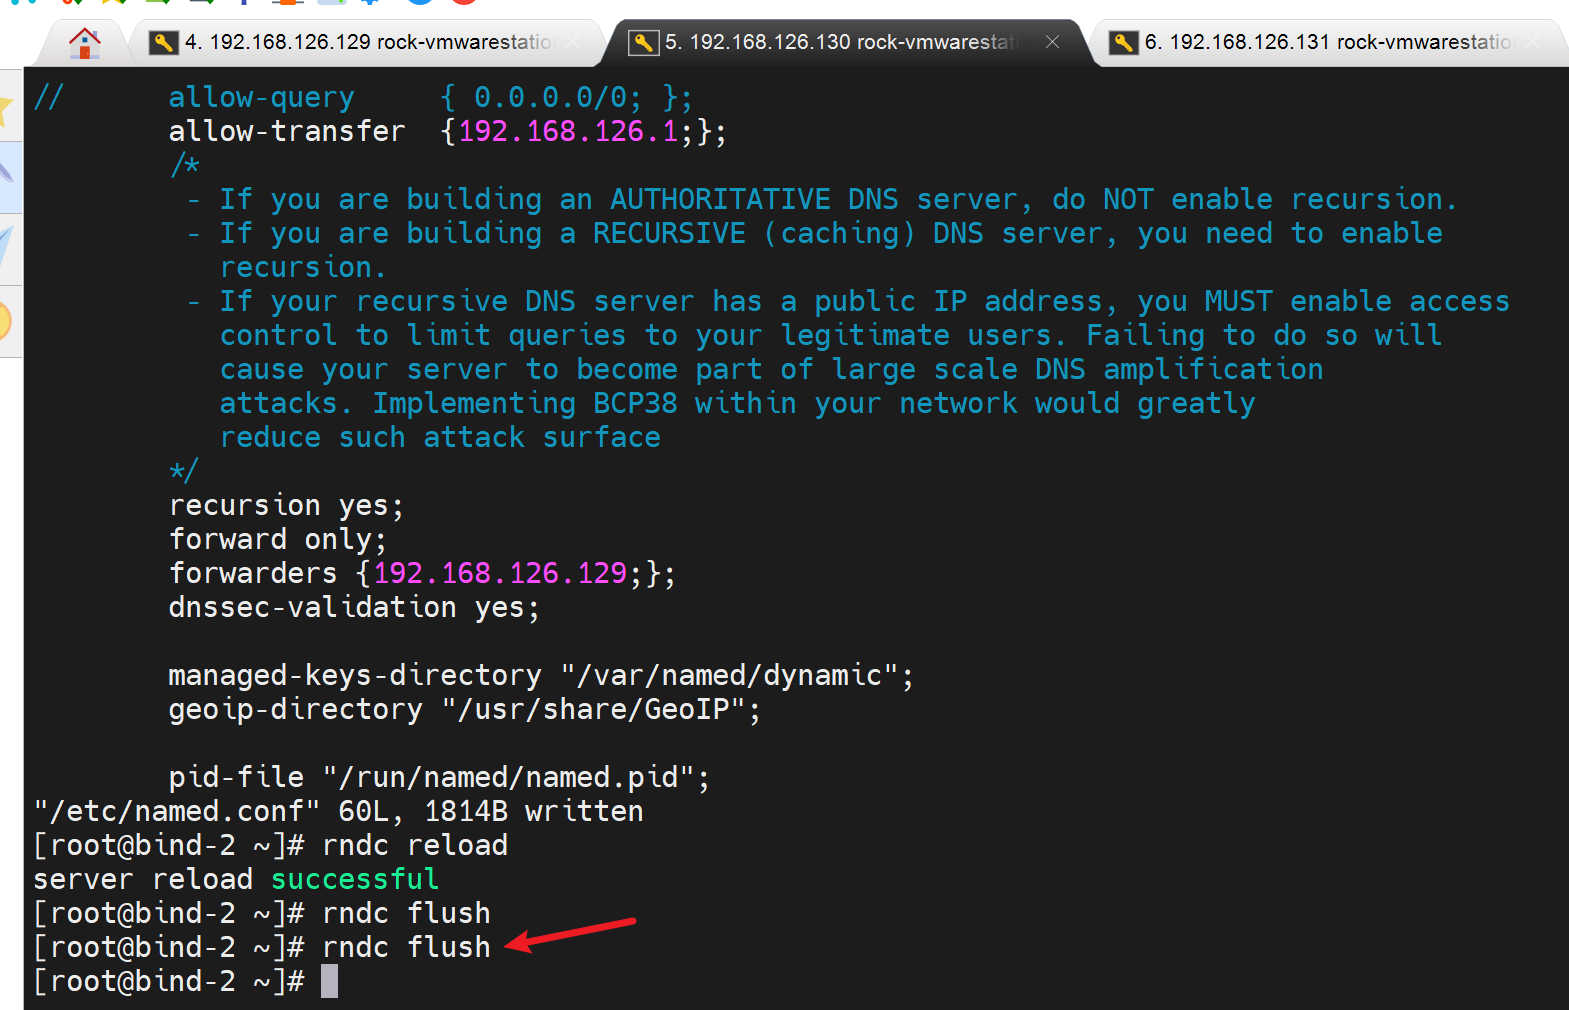 4. 192.168.126.129 rock-vmwarestatio
5. 192.168.126.130 rock-vmwarestati
6. 192.168.126.131 rock-vmwarestatio
//      allow-query     { 0.0.0.0/0; };
        allow-transfer  {192.168.126.1;};
        /*
         - If you are building an AUTHORITATIVE DNS server, do NOT enable recursion.
         - If you are building a RECURSIVE (caching) DNS server, you need to enable
           recursion.
         - If your recursive DNS server has a public IP address, you MUST enable access
           control to limit queries to your legitimate users. Failing to do so will
           cause your server to become part of large scale DNS amplification
           attacks. Implementing BCP38 within your network would greatly
           reduce such attack surface
        */
        recursion yes;
        forward only;
        forwarders {192.168.126.129;};
        dnssec-validation yes;
        managed-keys-directory "/var/named/dynamic";
        geoip-directory "/usr/share/GeoIP";
        pid-file "/run/named/named.pid";
"/etc/named.conf" 60L, 1814B written
[root@bind-2 ~]# rndc reload
server reload successful
[root@bind-2 ~]# rndc flush
[root@bind-2 ~]# rndc flush
[root@bind-2 ~]#